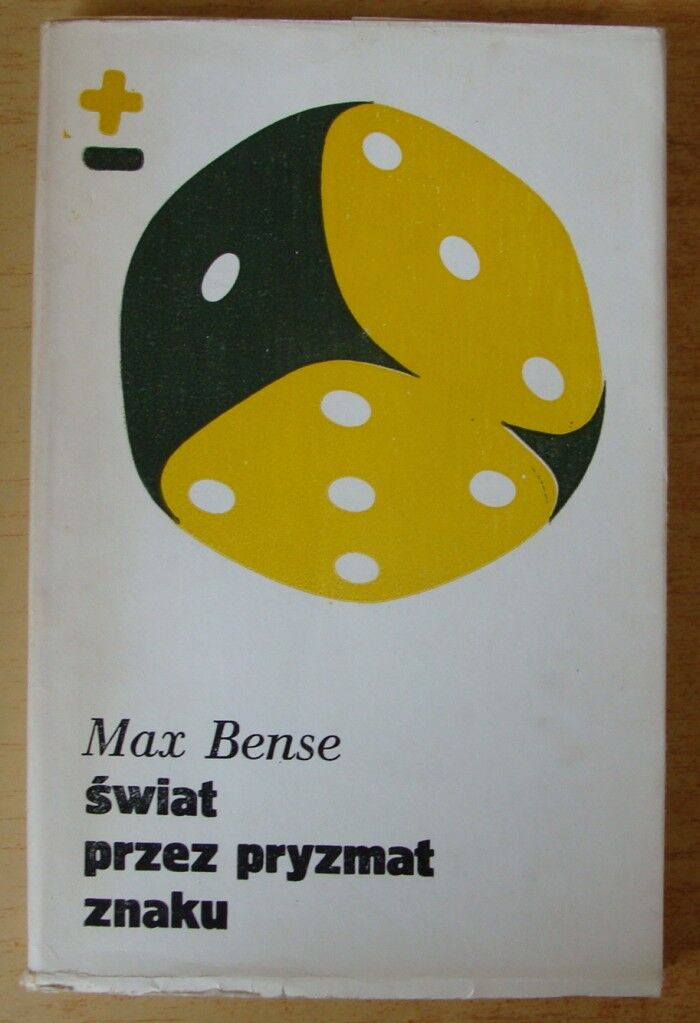 Max Bense
świat
przez pryzmat
znaku